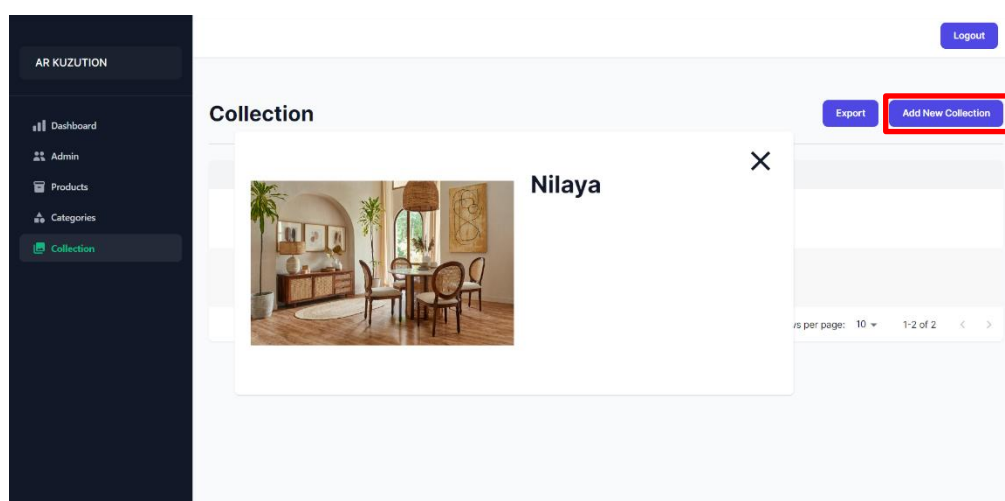 Logout
AR KUZUTION
Dashboard
Admin
Products
Categories
Collection
Collection
Export
Add New Collection
Nilaya
per page: 10
1-2 of 2